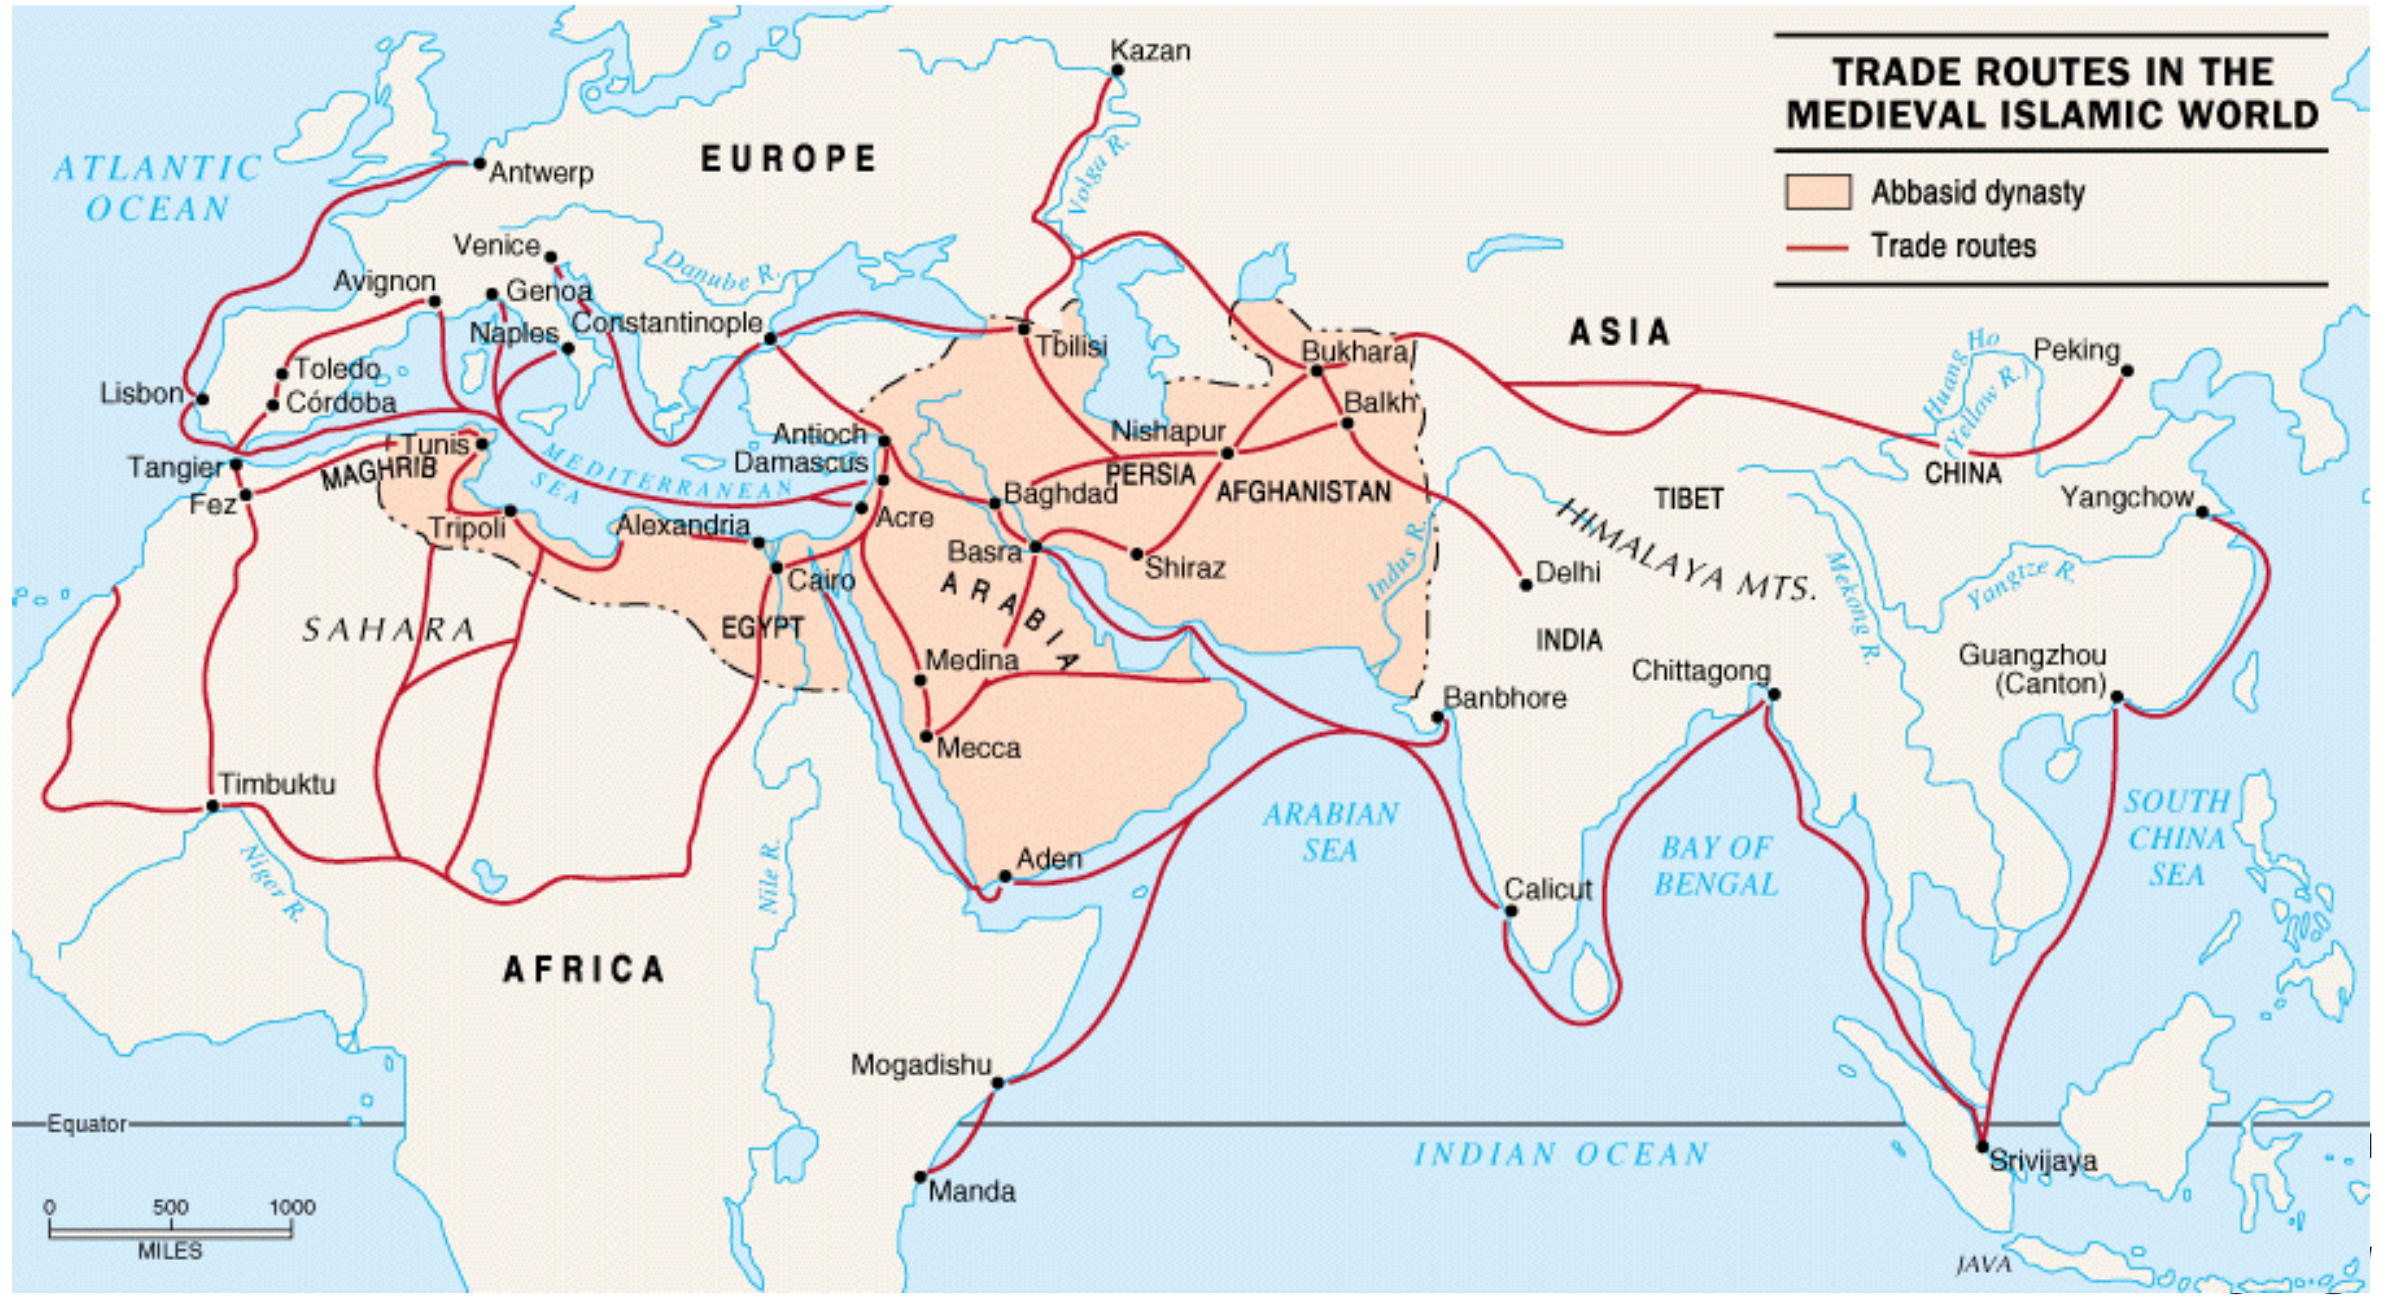 TRADE ROUTES IN THE
MEDIEVAL ISLAMIC WORLD
Abbasid dynasty
Trade routes
Kazan
Volga R.
ATLANTIC
OCEAN
EUROPE
Antwerp
Venice
Danube R.
Avignon
Genoa
Constantinople
Naples
Tbilisi
ASIA
Bukhara
Huang Ho
(Yellow R.)
Peking
Toledo
Lisbon
Córdoba
Balkh
Antioch
Nishapur
Tunis
Damascus
Tangier
MAGHRIB
MEDITERRANEAN
SEA
PERSIA
AFGHANISTAN
CHINA
Baghdad
TIBET
Yangchow
Fez
Tripoli
Alexandria
Acre
HIMALAYA MTS.
Basra
Shiraz
Indus R.
Delhi
Mekong R.
Yangtze R.
Cairo
ARABIA
SAHARA
EGYPT
INDIA
Medina
Chittagong
Guangzhou
(Canton)
Banbhore
Mecca
Timbuktu
ARABIAN
SEA
SOUTH
CHINA
SEA
BAY OF
BENGAL
Niger R.
Nile R.
Aden
Calicut
AFRICA
Mogadishu
Equator
INDIAN OCEAN
Srivijaya
Manda
0 500 1000
MILES
JAVA